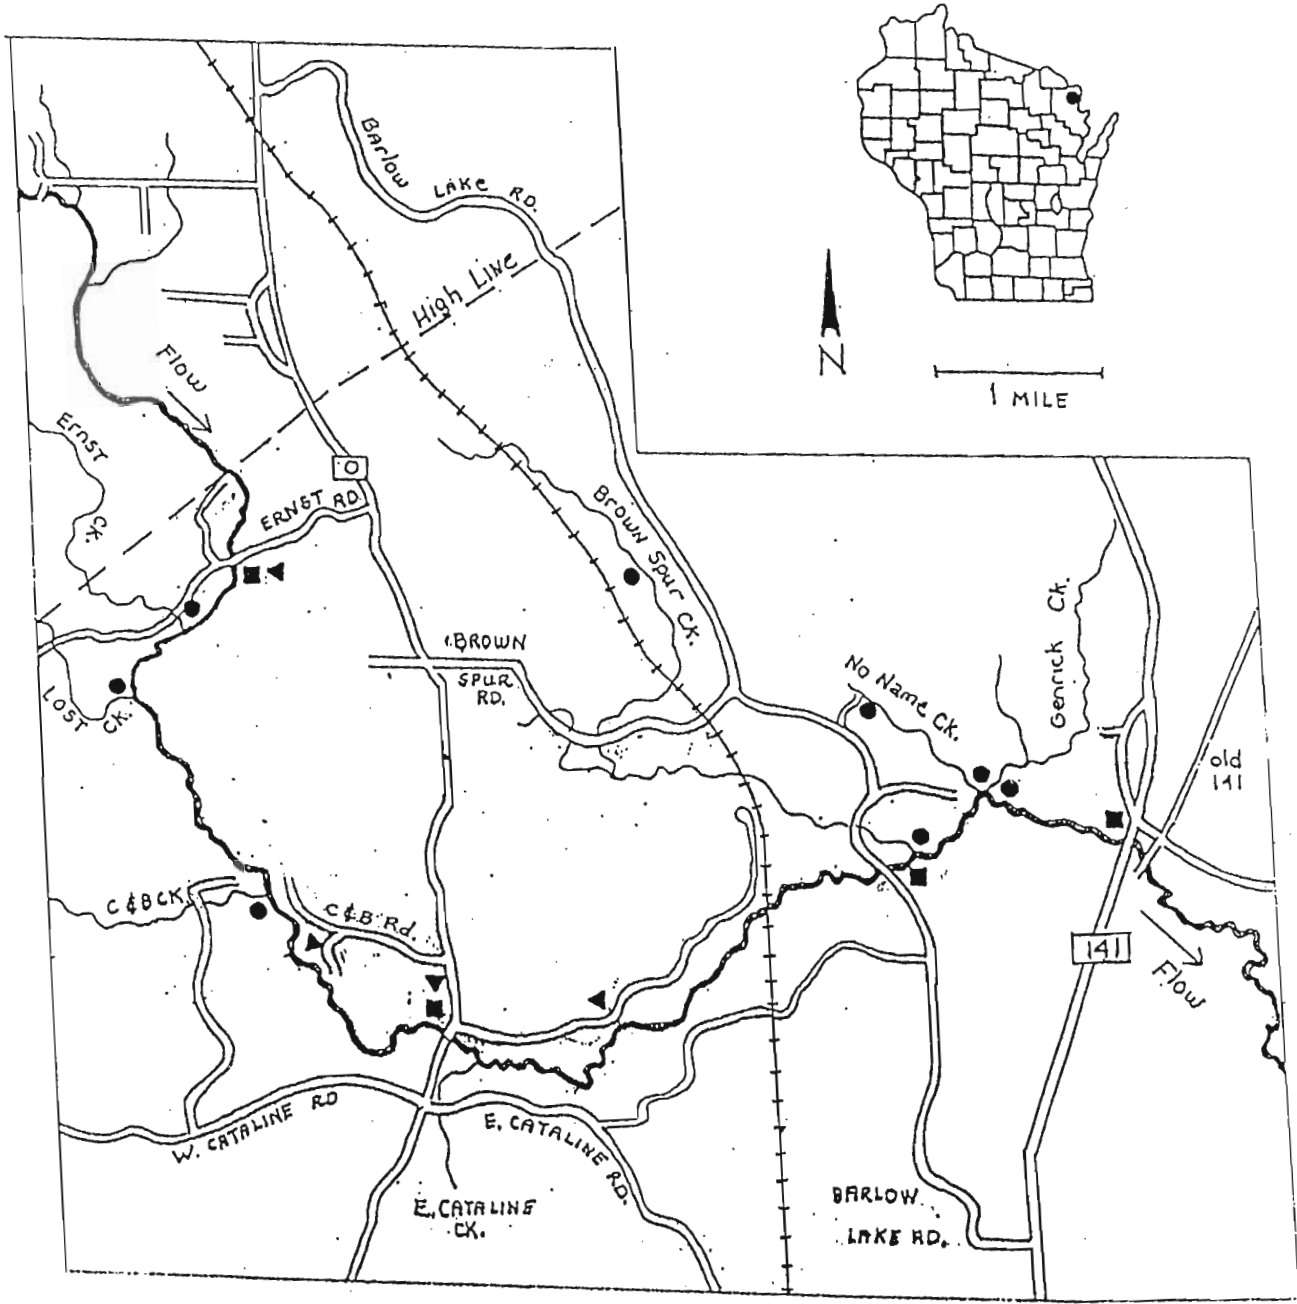 Barlow
LAKE RD.
High Line
N
1 MILE
Flow
Ernst
CK.
O
ERNST RD.
Brown Spur CK.
BROWN
SPUR
RD.
LOST CK.
No Name CK.
Genrick Ck.
old
141
C & B CK.
C & B Rd.
141
Flow
W. CATALINE RD
E. CATALINE RD.
E. CATALINE
CK.
BARLOW
LAKE RD.